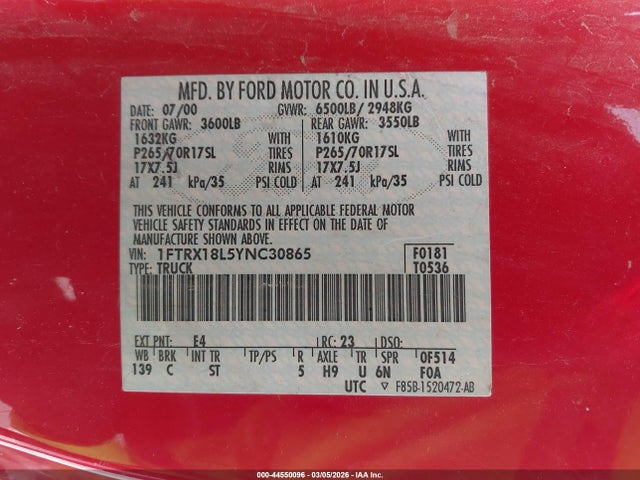 MFD. BY FORD MOTOR CO. IN U.S.A.
DATE: 07/00 GVWR: 6500LB/ 2948KG
FRONT GAWR: 3600LB REAR GAWR: 3550LB
1632KG WITH 1610KG WITH
P265/70R17SL TIRES P265/70R17SL TIRES
17X7.5J RIMS 17X7.5J RIMS
AT 241 kPa/35 PSI COLD AT 241 kPa/35 PSI COLD
THIS VEHICLE CONFORMS TO ALL APPLICABLE FEDERAL MOTOR
VEHICLE SAFETY STANDARDS IN EFFECT ON THE DATE OF
MANUFACTURE SHOWN ABOVE.
VIN: 1FTRX18L5YNC30865 F0181
TYPE: TRUCK T0536
EXT PNT: E4 RC: 23 DSO:
WB BRK INT TR TP/PS R AXLE TR SPR 0F514
139 C ST 5 H9 U 6N F0A
UTC ▽ F85B-1520472-AB
000-44550096 - 03/05/2026 - IAA Inc.